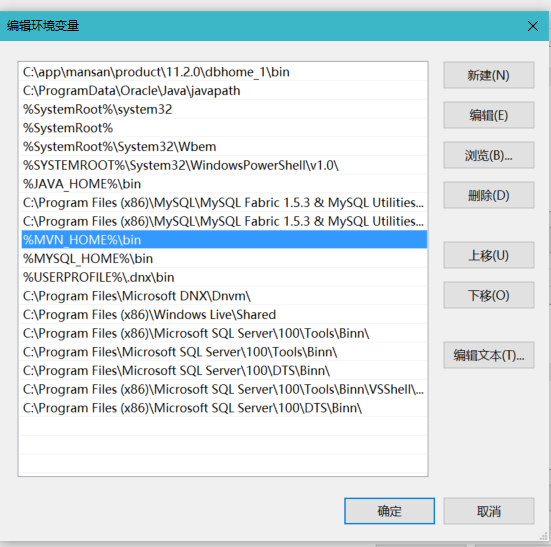 编辑环境变量
C:\app\mansan\product\11.2.0\dbhome_1\bin
C:\ProgramData\Oracle\Java\javapath
%SystemRoot%\system32
%SystemRoot%
%SystemRoot%\System32\Wbem
%SYSTEMROOT%\System32\WindowsPowerShell\v1.0\
%JAVA_HOME%\bin
C:\Program Files (x86)\MySQL\MySQL Fabric 1.5.3 & MySQL Utilities...
C:\Program Files (x86)\MySQL\MySQL Fabric 1.5.3 & MySQL Utilities...
%MVN_HOME%\bin
%MYSQL_HOME%\bin
%USERPROFILE%\.dnx\bin
C:\Program Files\Microsoft DNX\Dnvm\
C:\Program Files (x86)\Windows Live\Shared
C:\Program Files (x86)\Microsoft SQL Server\100\Tools\Binn\
C:\Program Files\Microsoft SQL Server\100\Tools\Binn\
C:\Program Files\Microsoft SQL Server\100\DTS\Binn\
C:\Program Files (x86)\Microsoft SQL Server\100\Tools\Binn\VSShell\...
C:\Program Files (x86)\Microsoft SQL Server\100\DTS\Binn\
新建(N)
编辑(E)
浏览(B)...
删除(D)
上移(U)
下移(O)
编辑文本(T)...
确定
取消